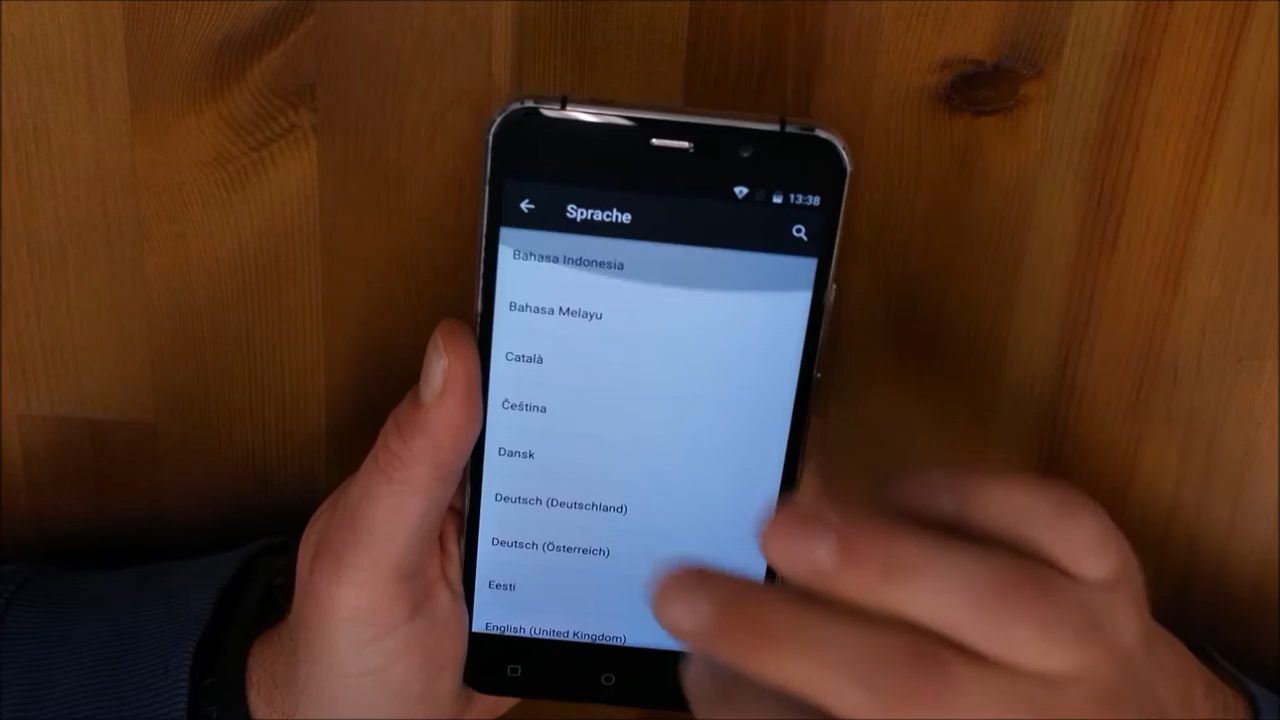 13:38
Sprache
Bahasa Indonesia
Bahasa Melayu
Català
Čeština
Dansk
Deutsch (Deutschland)
Deutsch (Österreich)
Eesti
English (United Kingdom)